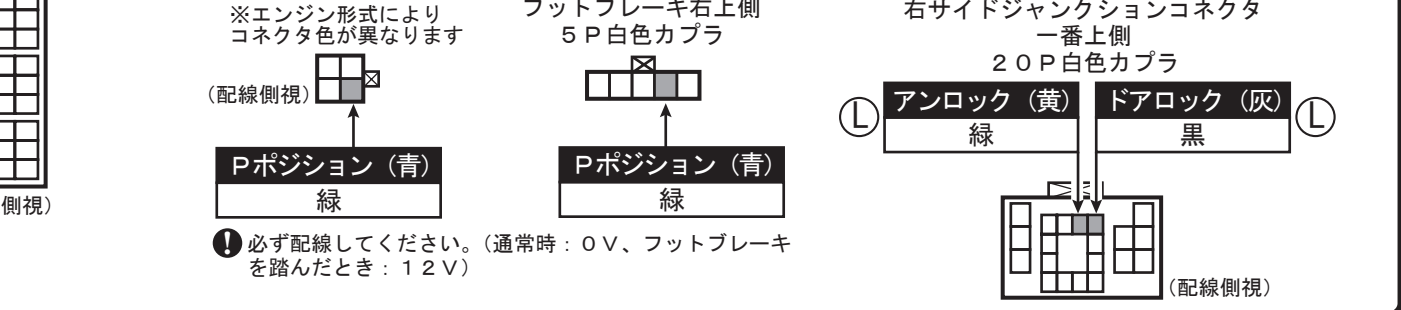 ※エンジン形式により
コネクタ色が異なります
(配線側視)
Pポジション(青)
緑
フットブレーキ右上側
5P白色カプラ
Pポジション(青)
緑
❗必ず配線してください。(通常時:0V、フットブレーキ
を踏んだとき:12V)
右サイドジャンクションコネクタ
一番上側
20P白色カプラ
Ⓛ アンロック(黄) ドアロック(灰) Ⓛ
緑 黒
(配線側視)
側視)